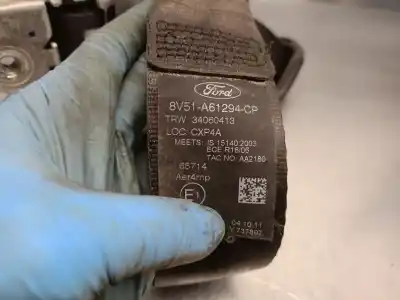 Ford
8V51-A61294-CP
TRW 34060413
LOC: CXP4A
MEETS: IS 15140:2003
ECE R16/06
TAC NO. AA2180
65714
Aer4mp
E1
04.10.11
Y737802